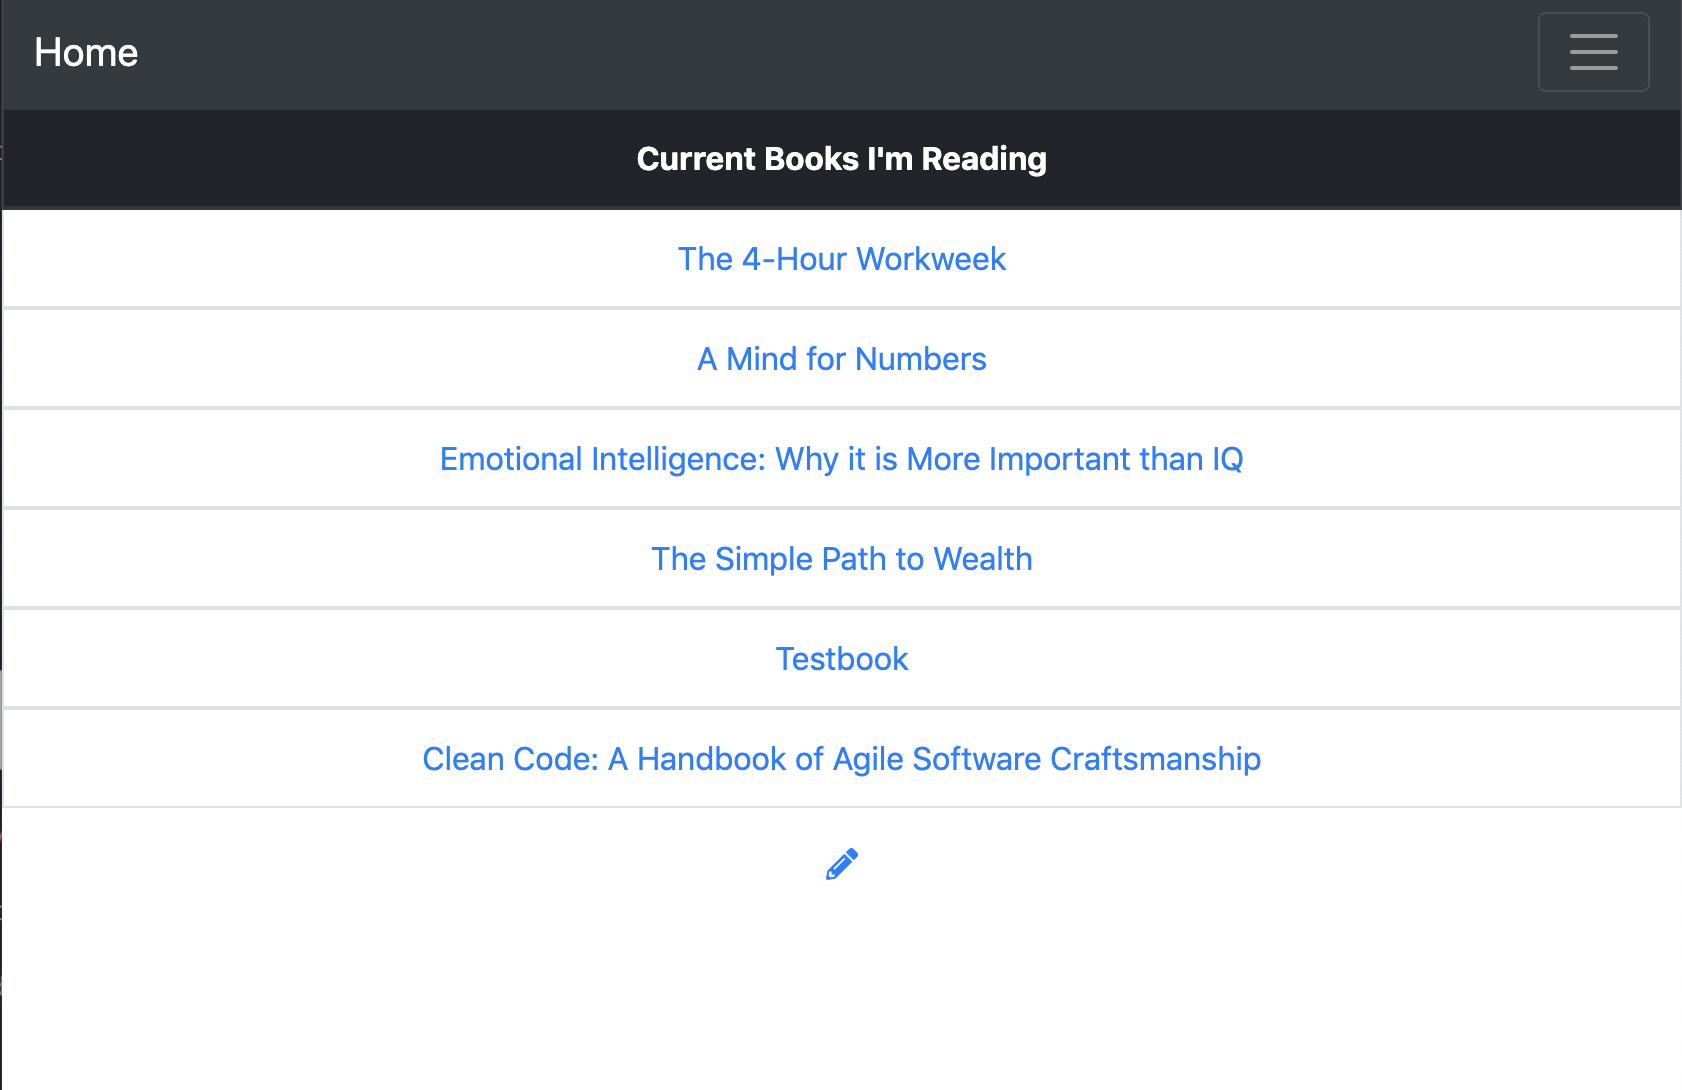 Home
Current Books I'm Reading
The 4-Hour Workweek
A Mind for Numbers
Emotional Intelligence: Why it is More Important than IQ
The Simple Path to Wealth
Testbook
Clean Code: A Handbook of Agile Software Craftsmanship